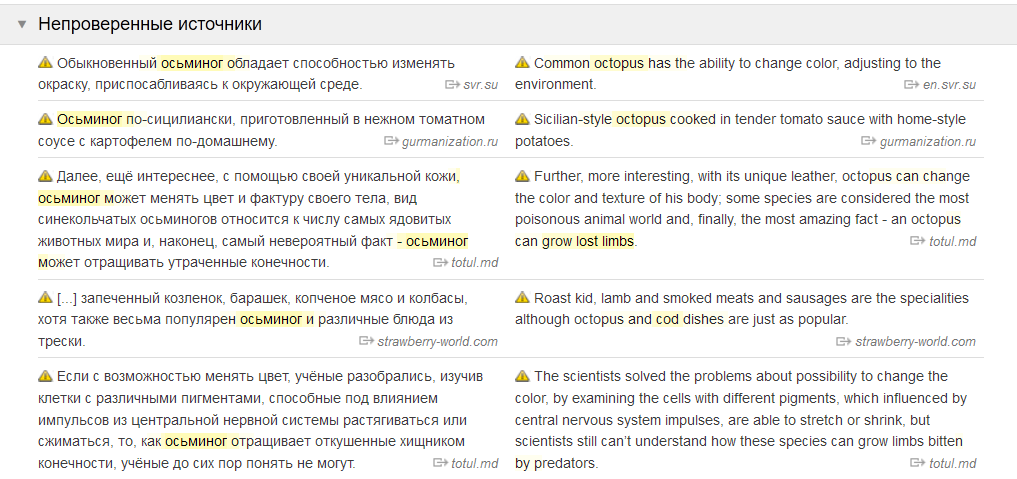 Непроверенные источники
Обыкновенный осьминог обладает способностью изменять
окраску, приспосабливаясь к окружающей среде.
svr.su
Common octopus has the ability to change color, adjusting to the
environment.
en.svr.su
Осьминог по-сицилиански, приготовленный в нежном томатном
соусе с картофелем по-домашнему.
gurmanization.ru
Sicilian-style octopus cooked in tender tomato sauce with home-style
potatoes.
gurmanization.ru
Далее, ещё интереснее, с помощью своей уникальной кожи,
осьминог может менять цвет и фактуру своего тела, вид
синекольчатых осьминогов относится к числу самых ядовитых
животных мира и, наконец, самый невероятный факт - осьминог
может отращивать утраченные конечности.
totul.md
Further, more interesting, with its unique leather, octopus can change
the color and texture of his body; some species are considered the most
poisonous animal world and, finally, the most amazing fact - an octopus
can grow lost limbs.
totul.md
[...] запеченный козленок, барашек, копченое мясо и колбасы,
хотя также весьма популярен осьминог и различные блюда из
трески.
strawberry-world.com
Roast kid, lamb and smoked meats and sausages are the specialities
although octopus and cod dishes are just as popular.
strawberry-world.com
Если с возможностью менять цвет, учёные разобрались, изучив
клетки с различными пигментами, способные под влиянием
импульсов из центральной нервной системы растягиваться или
сжиматься, то, как осьминог отращивает откушенные хищником
конечности, учёные до сих пор понять не могут.
totul.md
The scientists solved the problems about possibility to change the
color, by examining the cells with different pigments, which influenced by
central nervous system impulses, are able to stretch or shrink, but
scientists still can't understand how these species can grow limbs bitten
by predators.
totul.md